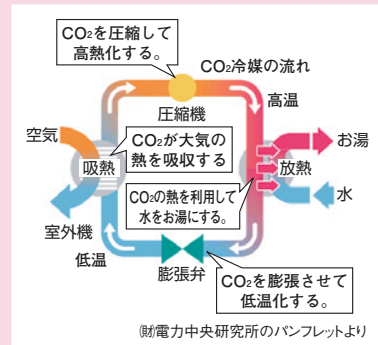 CO₂を圧縮して
高熱化する。
CO₂冷媒の流れ
高温
圧縮機
空気
CO₂が大気の
熱を吸収する
お湯
吸熱
放熱
CO₂の熱を利用して
水をお湯にする。
水
室外機
低温
膨張弁
CO₂を膨張させて
低温化する。
㈶電力中央研究所のパンフレットより